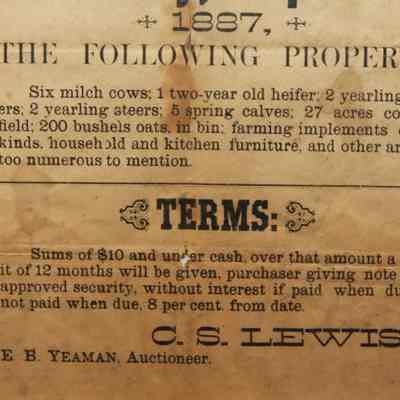 1887,
THE FOLLOWING PROPER
Six milch cows; 1 two-year old heifer; 2 yearling
ers; 2 yearling steers; 5 spring calves; 27 acres co
field; 200 bushels oats, in bin; farming implements
kinds, household and kitchen furniture, and other ar
too numerous to mention.
TERMS:
Sums of $10 and under cash, over that amount a
it of 12 months will be given, purchaser giving note
approved security, without interest if paid when du
not paid when due, 8 per cent. from date.
C. S. LEWIS
E B. YEAMAN, Auctioneer.